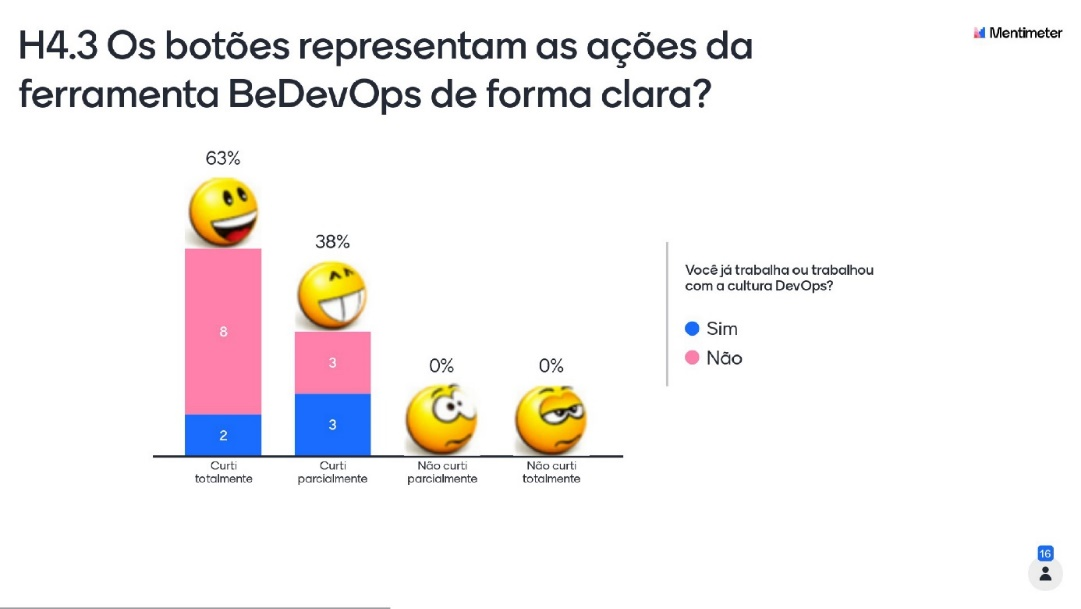 H4.3 Os botões representam as ações da
ferramenta BeDevOps de forma clara?
Mentimeter
63%
38%
0%
0%
8
2
3
3
Curti
totalmente
Curti
parcialmente
Não curti
parcialmente
Não curti
totalmente
Você já trabalha ou trabalhou
com a cultura DevOps?
Sim
Não
16